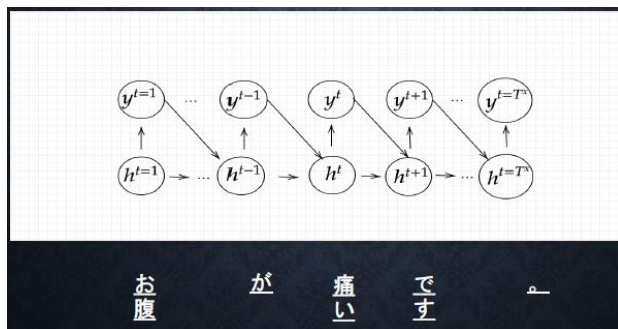 y^{t=1} ... y^{t-1} y^t y^{t+1} ... y^{t=T^x}
h^{t=1} ... h^{t-1} h^t h^{t+1} ... h^{t=T^x}
お腹 が 痛い です 。